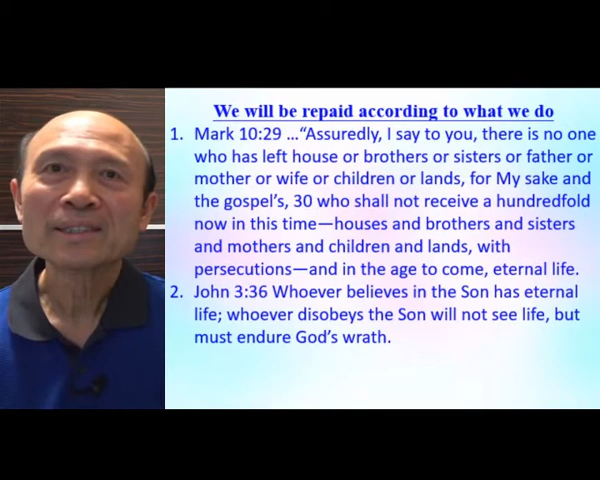 We will be repaid according to what we do
1. Mark 10:29 …“Assuredly, I say to you, there is no one
who has left house or brothers or sisters or father or
mother or wife or children or lands, for My sake and
the gospel’s, 30 who shall not receive a hundredfold
now in this time—houses and brothers and sisters
and mothers and children and lands, with
persecutions—and in the age to come, eternal life.
2. John 3:36 Whoever believes in the Son has eternal
life; whoever disobeys the Son will not see life, but
must endure God’s wrath.